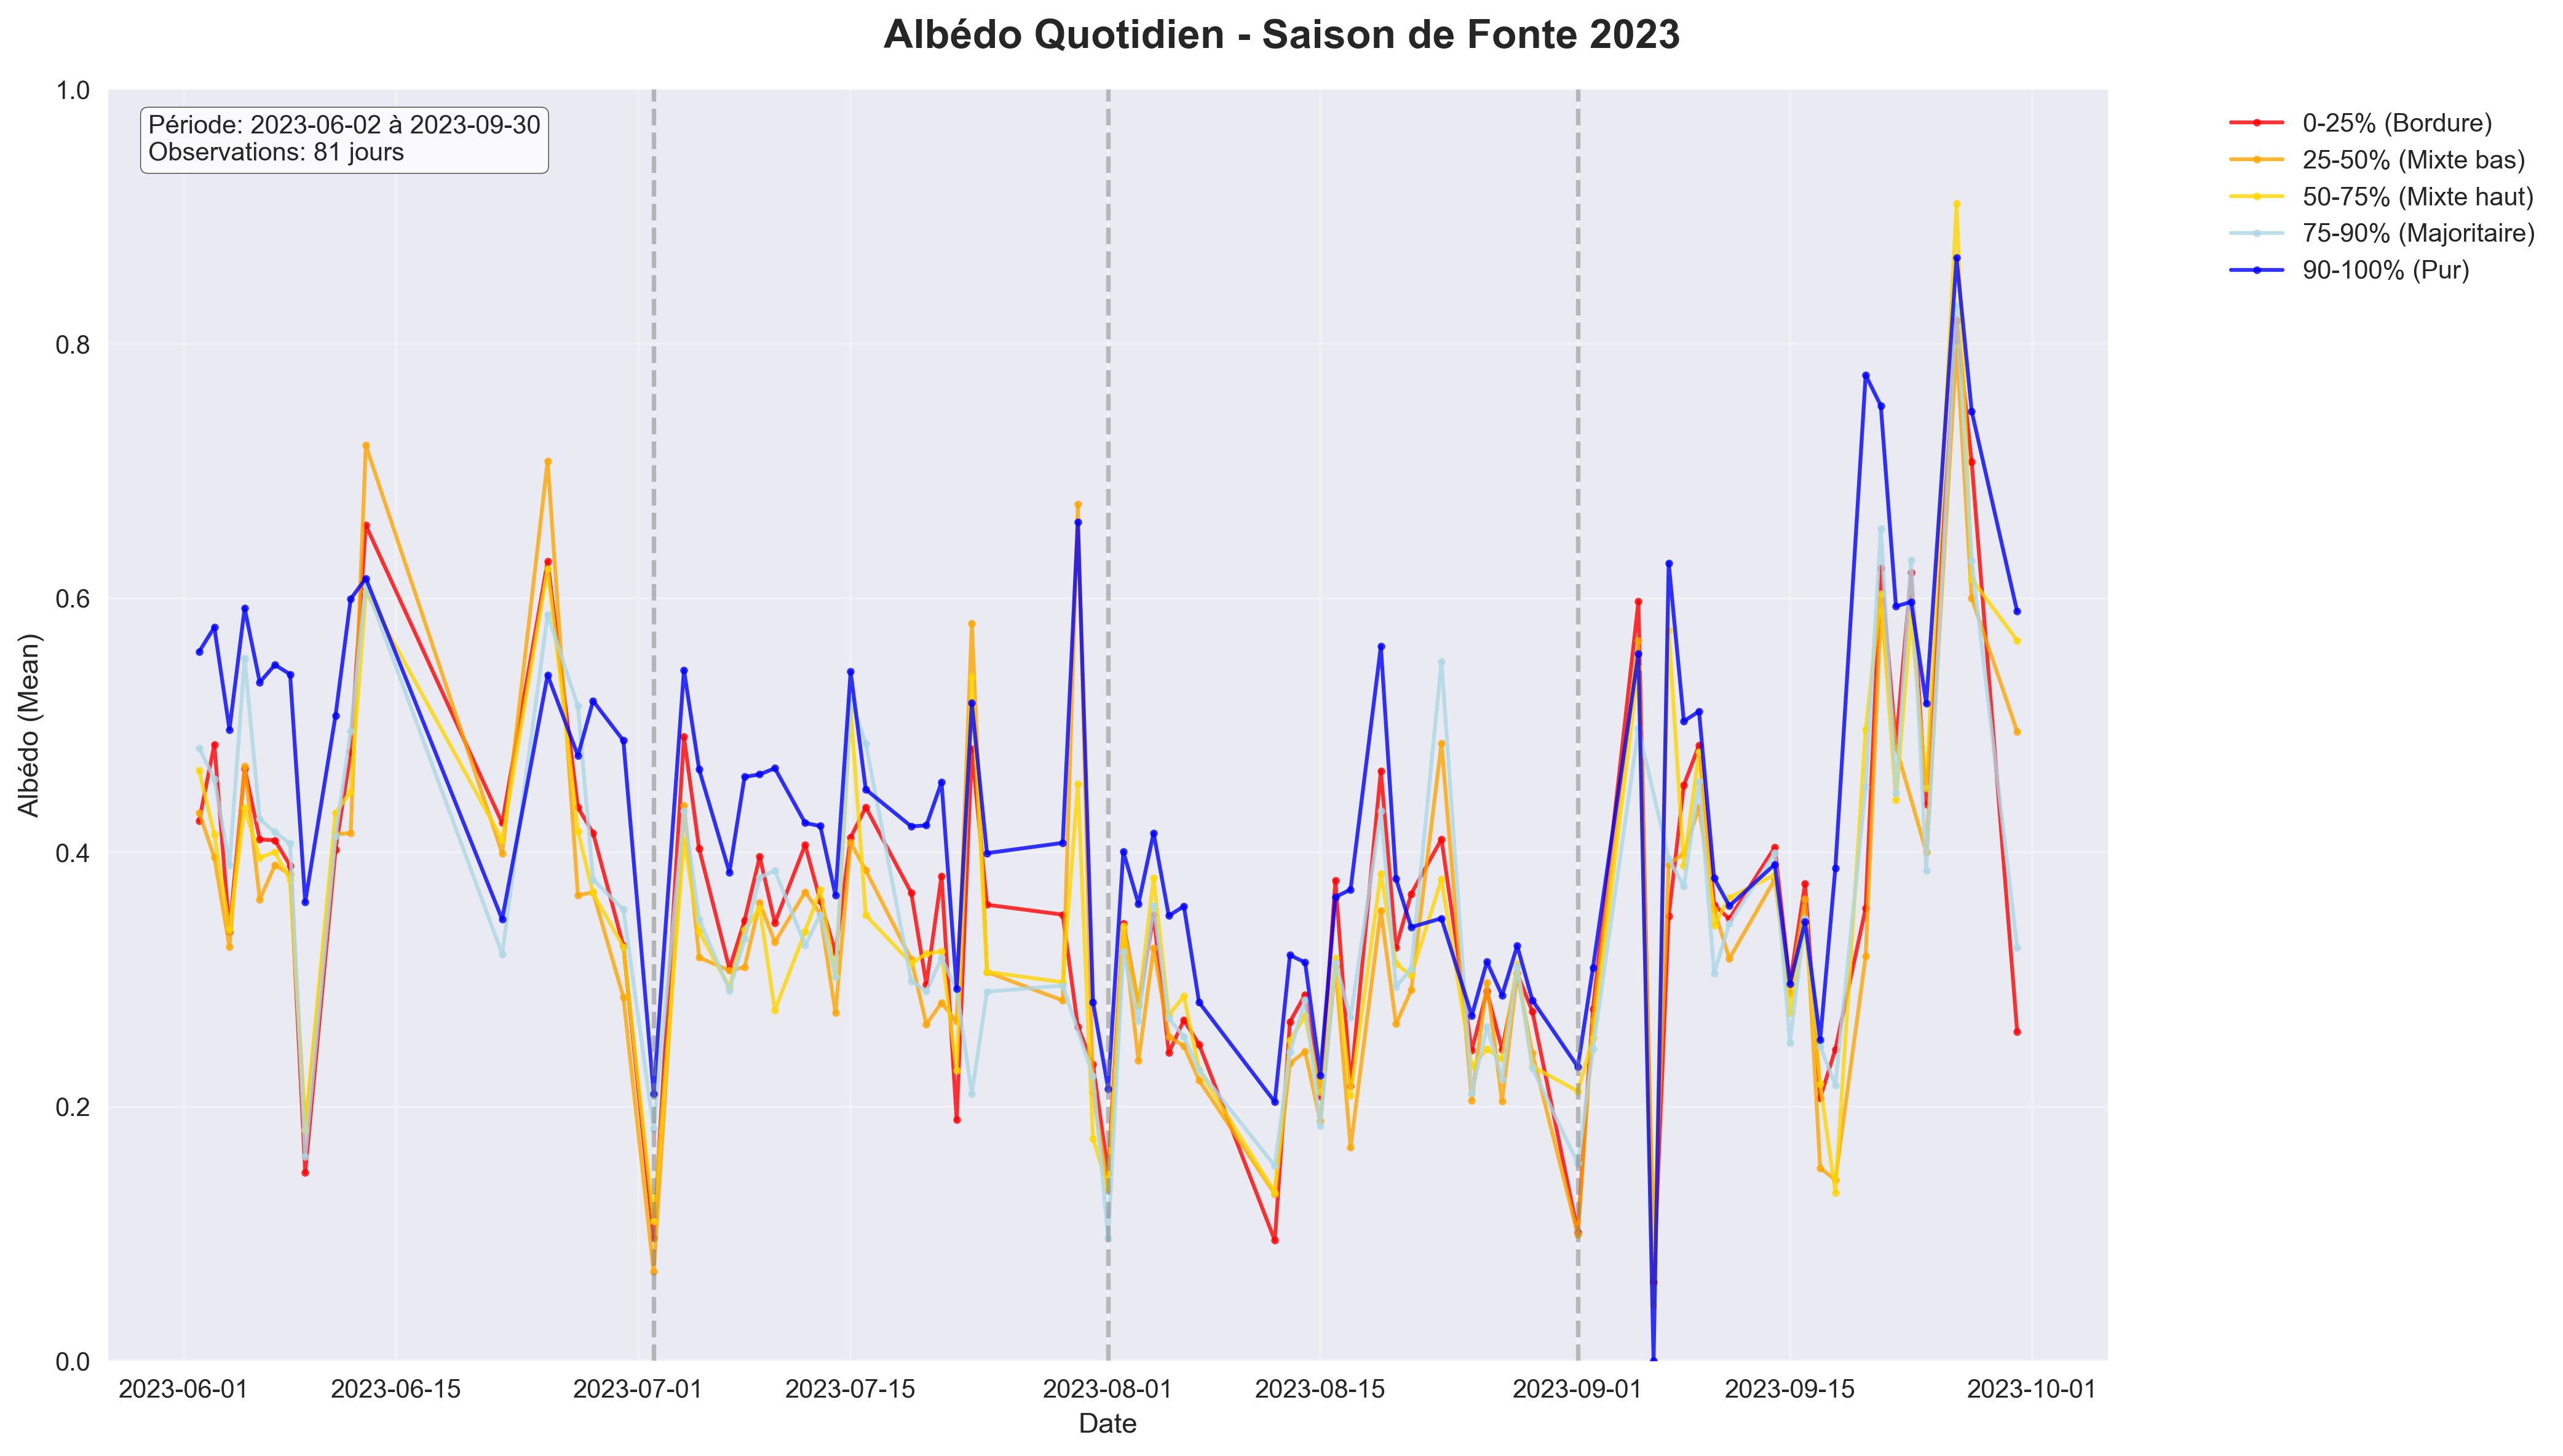 Albédo Quotidien - Saison de Fonte 2023
Période: 2023-06-02 à 2023-09-30
Observations: 81 jours
0-25% (Bordure)
25-50% (Mixte bas)
50-75% (Mixte haut)
75-90% (Majoritaire)
90-100% (Pur)
Albédo (Mean)
1.0
0.8
0.6
0.4
0.2
0.0
2023-06-01
2023-06-15
2023-07-01
2023-07-15
2023-08-01
2023-08-15
2023-09-01
2023-09-15
2023-10-01
Date